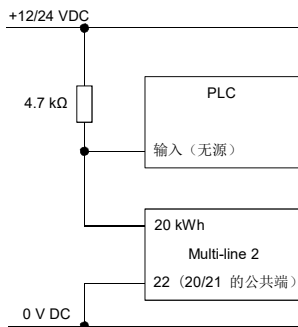 +12/24 VDC
4.7 kΩ
PLC
输入（无源）
20 kWh
Multi-line 2
22（20/21 的公共端）
0 V DC